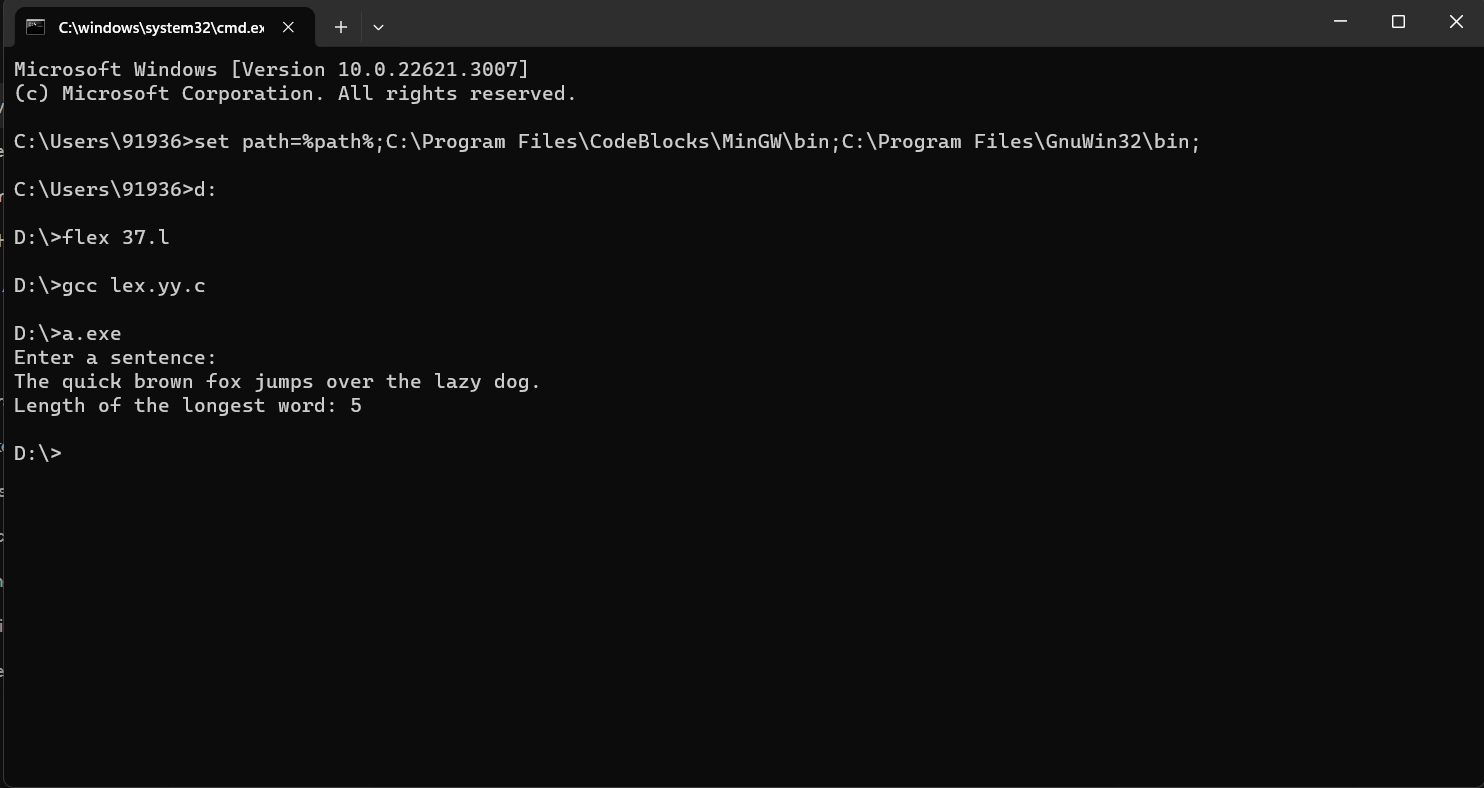 C:\windows\system32\cmd.ex
Microsoft Windows [Version 10.0.22621.3007]
(c) Microsoft Corporation. All rights reserved.
C:\Users\91936>set path=%path%;C:\Program Files\CodeBlocks\MinGW\bin;C:\Program Files\GnuWin32\bin;
C:\Users\91936>d:
D:\>flex 37.l
D:\>gcc lex.yy.c
D:\>a.exe
Enter a sentence:
The quick brown fox jumps over the lazy dog.
Length of the longest word: 5
D:\>